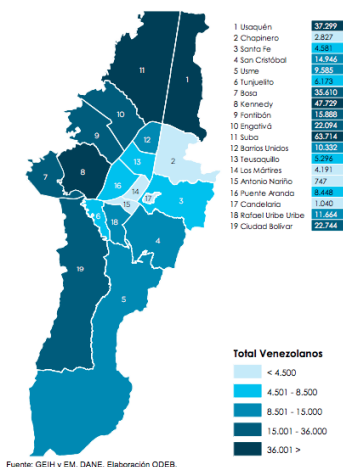 1 Usaquén 37.299
2 Chapinero 2.827
3 Santa Fe 4.581
4 San Cristóbal 14.946
5 Usme 9.585
6 Tunjuelito 6.173
7 Bosa 35.610
8 Kennedy 47.729
9 Fontibón 15.888
10 Engativá 22.094
11 Suba 63.714
12 Barrios Unidos 10.332
13 Teusaquillo 5.296
14 Los Mártires 4.191
15 Antonio Nariño 747
16 Puente Aranda 8.448
17 Candelaria 1.040
18 Rafael Uribe Uribe 11.664
19 Ciudad Bolívar 22.744
11
1
10
9
12
13
2
7
8
16
14
17
15
3
6
18
4
19
5
Total Venezolanos
< 4.500
4.501 - 8.500
8.501 - 15.000
15.001 - 36.000
36.001 >
Fuente: GEIH y EM, DANE. Elaboración ODEB.